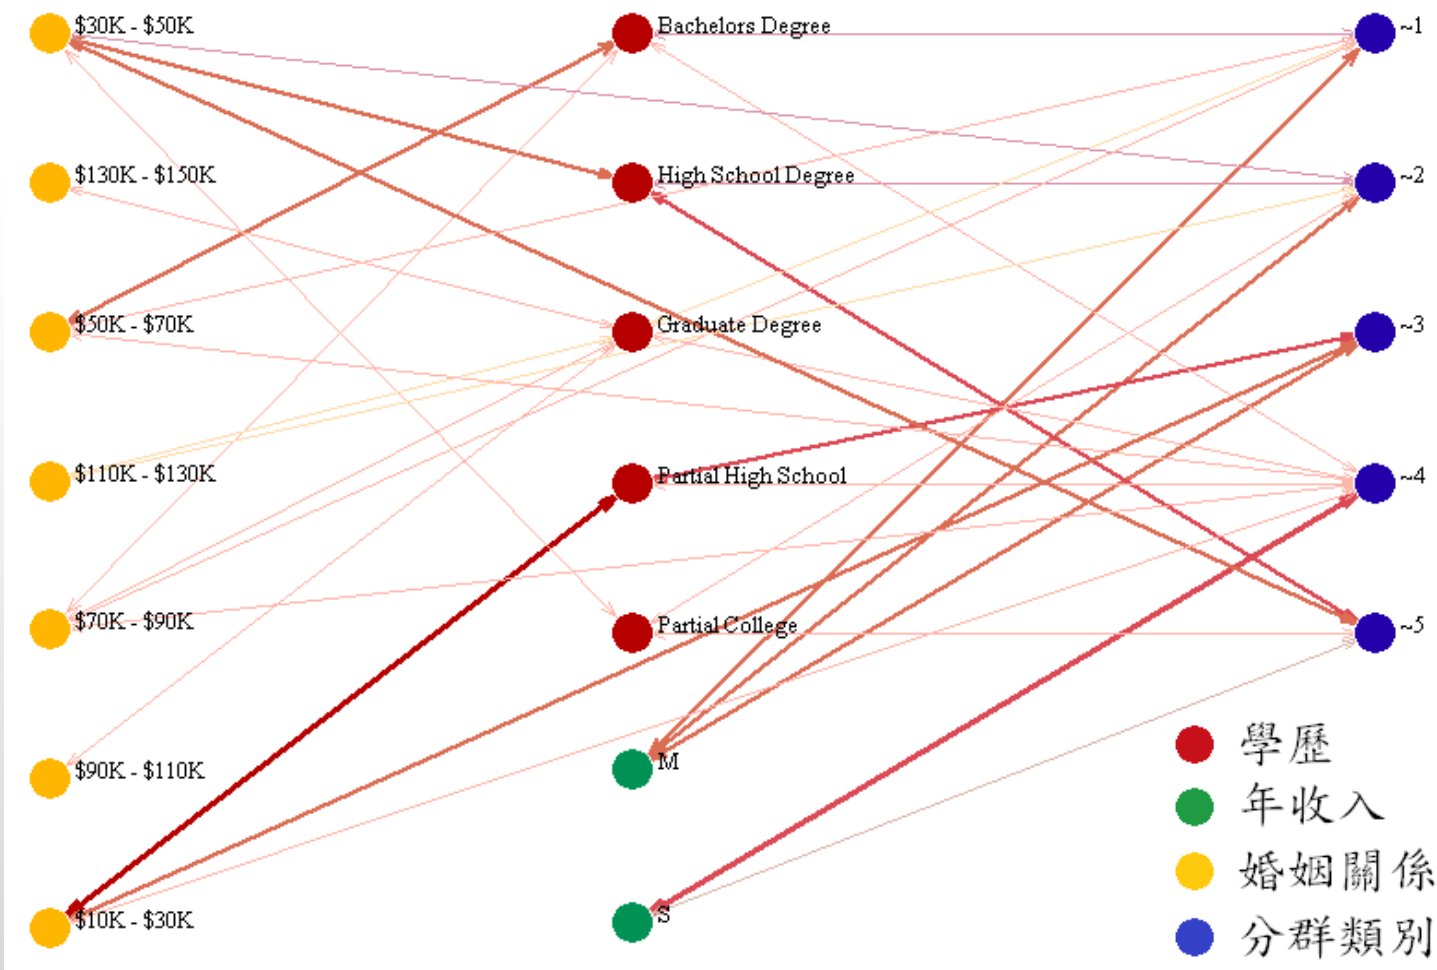 $30K - $50K
Bachelors Degree
~1
$130K - $150K
High School Degree
~2
$50K - $70K
Graduate Degree
~3
$110K - $130K
Partial High School
~4
$70K - $90K
Partial College
~5
$90K - $110K
M
$10K - $30K
S
學歷
年收入
婚姻關係
分群類別